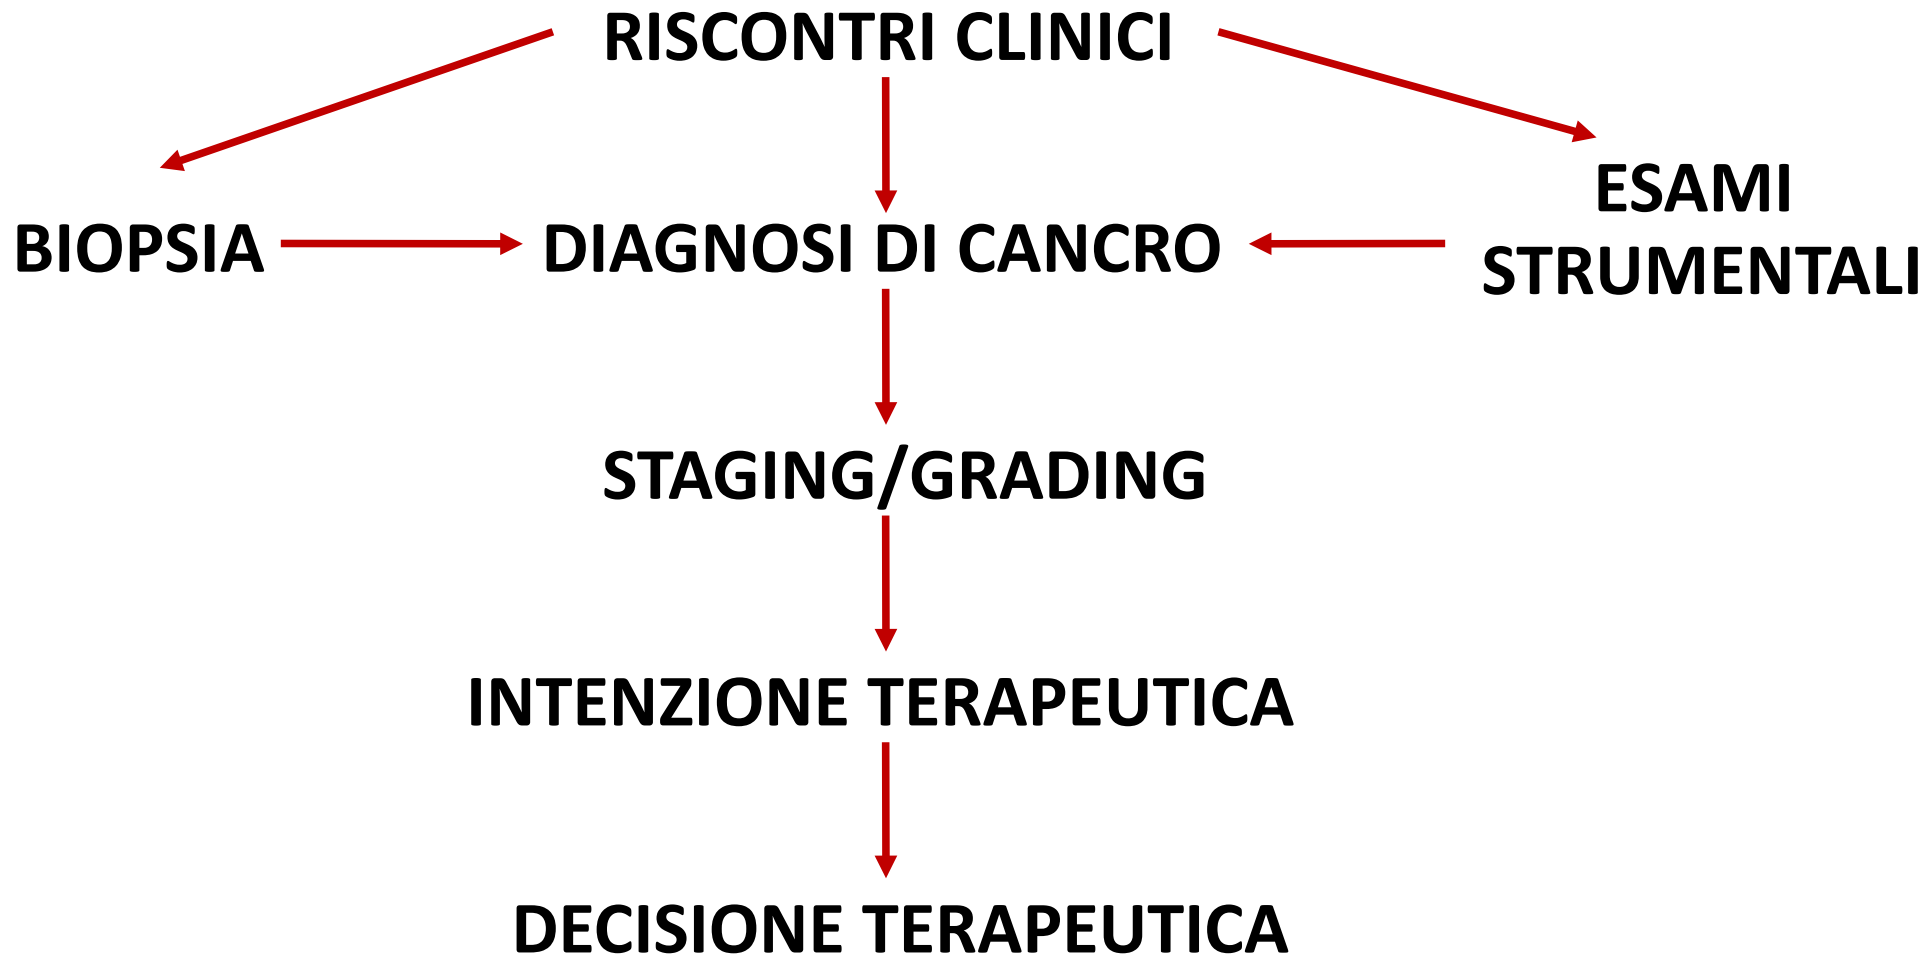 RISCONTRI CLINICI
BIOPSIA
DIAGNOSI DI CANCRO
ESAMI
STRUMENTALI
STAGING/GRADING
INTENZIONE TERAPEUTICA
DECISIONE TERAPEUTICA